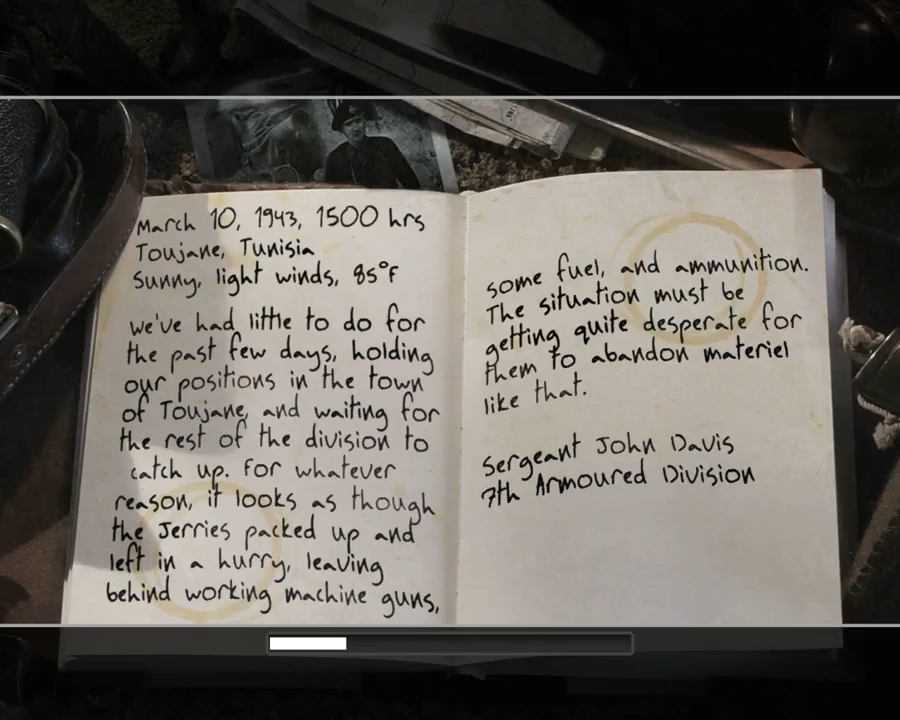 March 10, 1943, 1500 hrs
Toujane, Tunisia
Sunny, light winds, 85°F
we've had little to do for
the past few days, holding
our positions in the town
of Toujane, and waiting for
the rest of the division to
catch up. For whatever
reason, it looks as though
the Jerries packed up and
left in a hurry, leaving
behind working machine guns,
some fuel, and ammunition.
The situation must be
getting quite desperate for
them to abandon materiel
like that.
Sergeant John Davis
7th Armoured Division